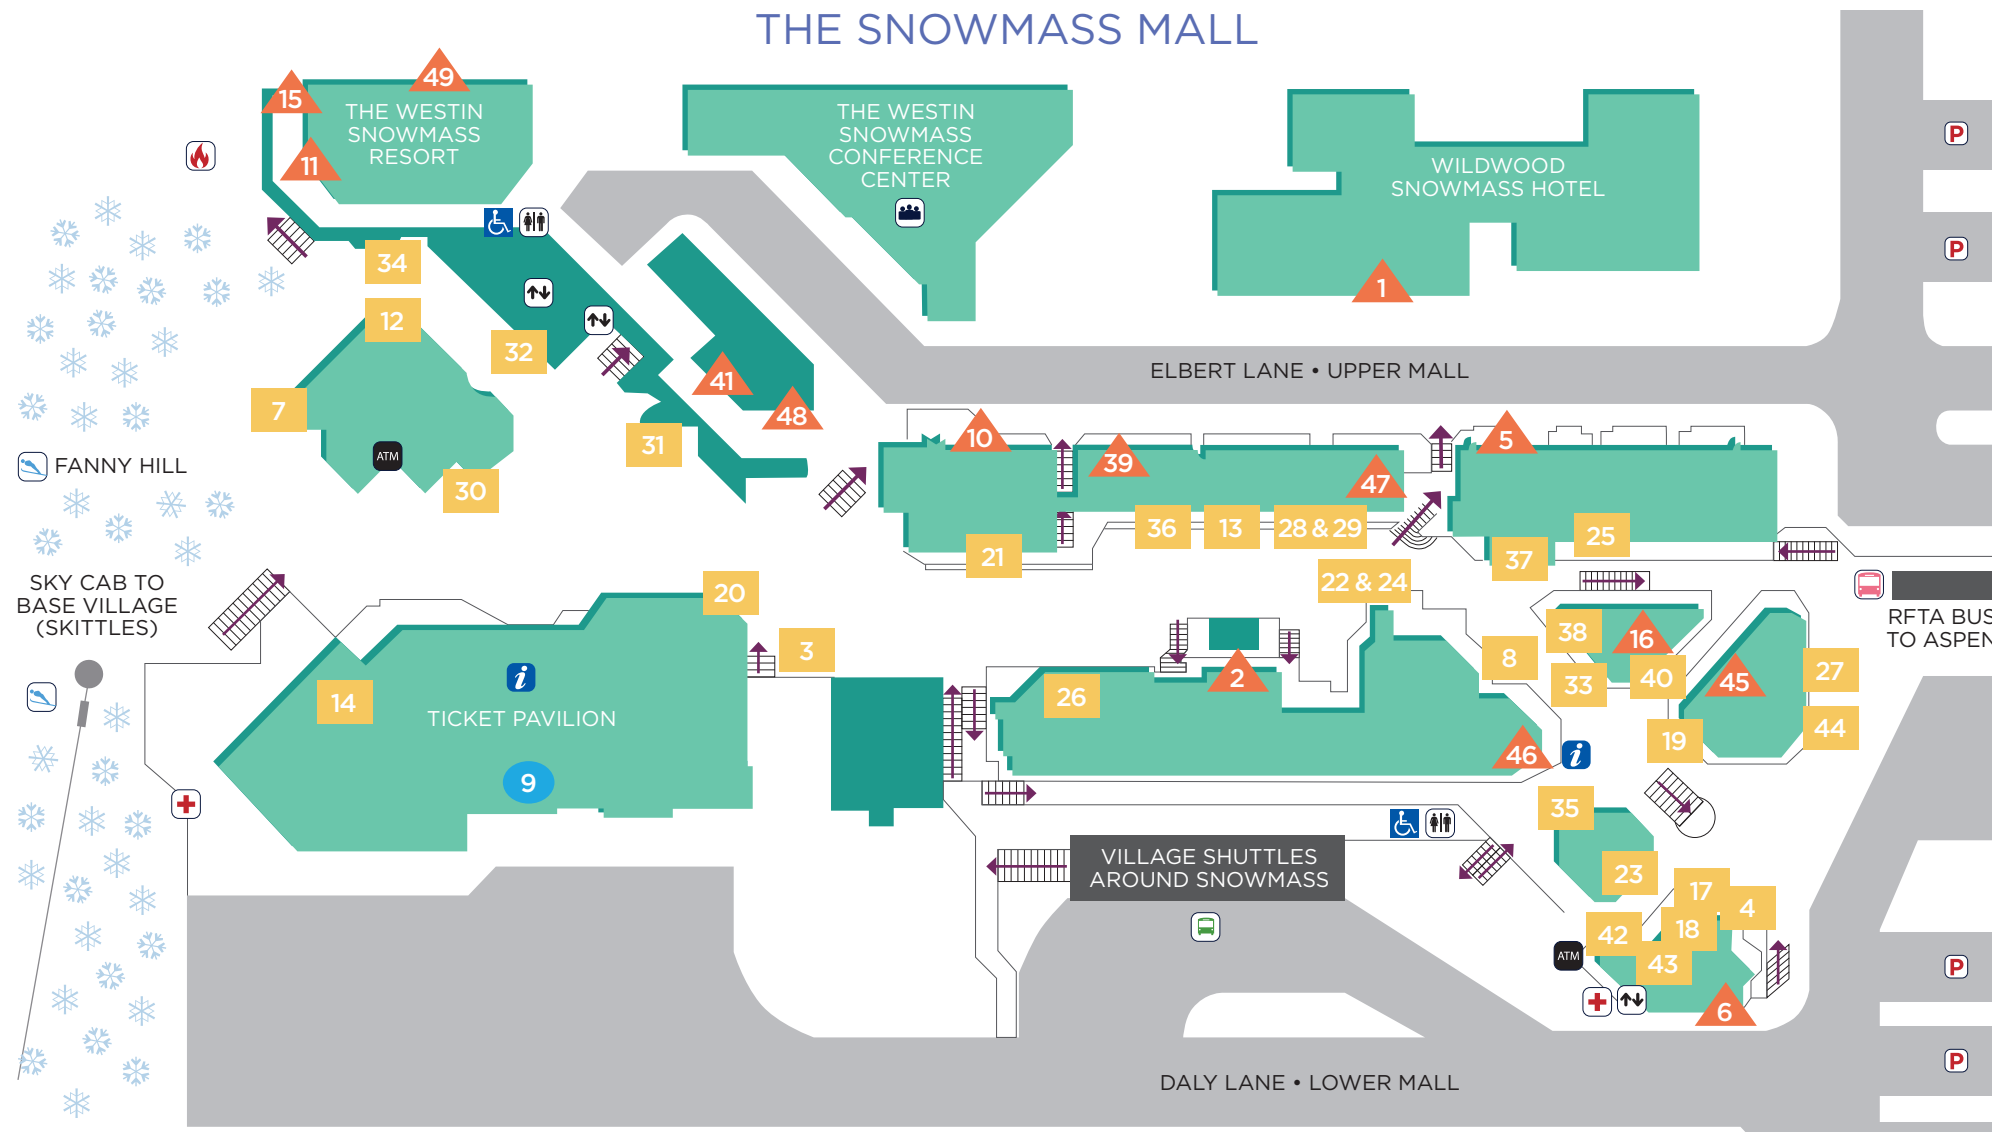 THE SNOWMASS MALL
49
15
THE WESTIN
SNOWMASS
RESORT
11
THE WESTIN
SNOWMASS
CONFERENCE
CENTER
WILDWOOD
SNOWMASS HOTEL
1
P
P
34
12
32
7
41
48
31
ATM
30
FANNY HILL
ELBERT LANE • UPPER MALL
10
39
47
5
36
13
28 & 29
21
25
37
SKY CAB TO
BASE VILLAGE
(SKITTLES)
20
3
14
i
TICKET PAVILION
9
22 & 24
2
26
8
46
i
38
16
33
40
45
27
44
19
RFTA BUS
TO ASPEN
35
23
17
4
18
42
43
ATM
6
VILLAGE SHUTTLES
AROUND SNOWMASS
P
P
DALY LANE • LOWER MALL